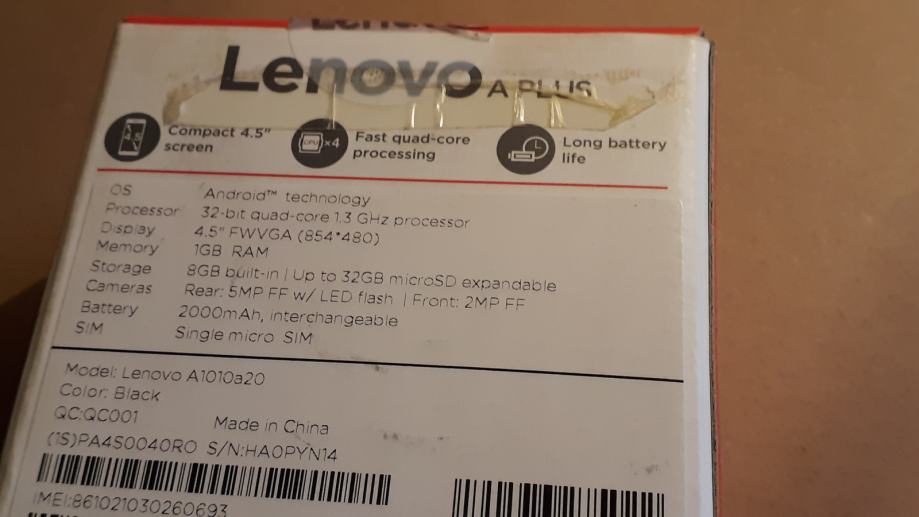 Lenovo
Lenovo A PLUS
Compact 4.5" screen
CPU x4
Fast quad-core processing
Long battery life
OS Android™ technology
Processor 32-bit quad-core 1.3 GHz processor
Display 4.5" FWVGA (854*480)
Memory 1GB RAM
Storage 8GB built-in | Up to 32GB microSD expandable
Cameras Rear: 5MP FF w/ LED flash | Front: 2MP FF
Battery 2000mAh, interchangeable
SIM Single micro SIM
Model: Lenovo A1010a20
Color: Black
QC:QC001 Made in China
(1S)PA4S0040RO S/N:HA0PYN14
IMEI:861021030260693